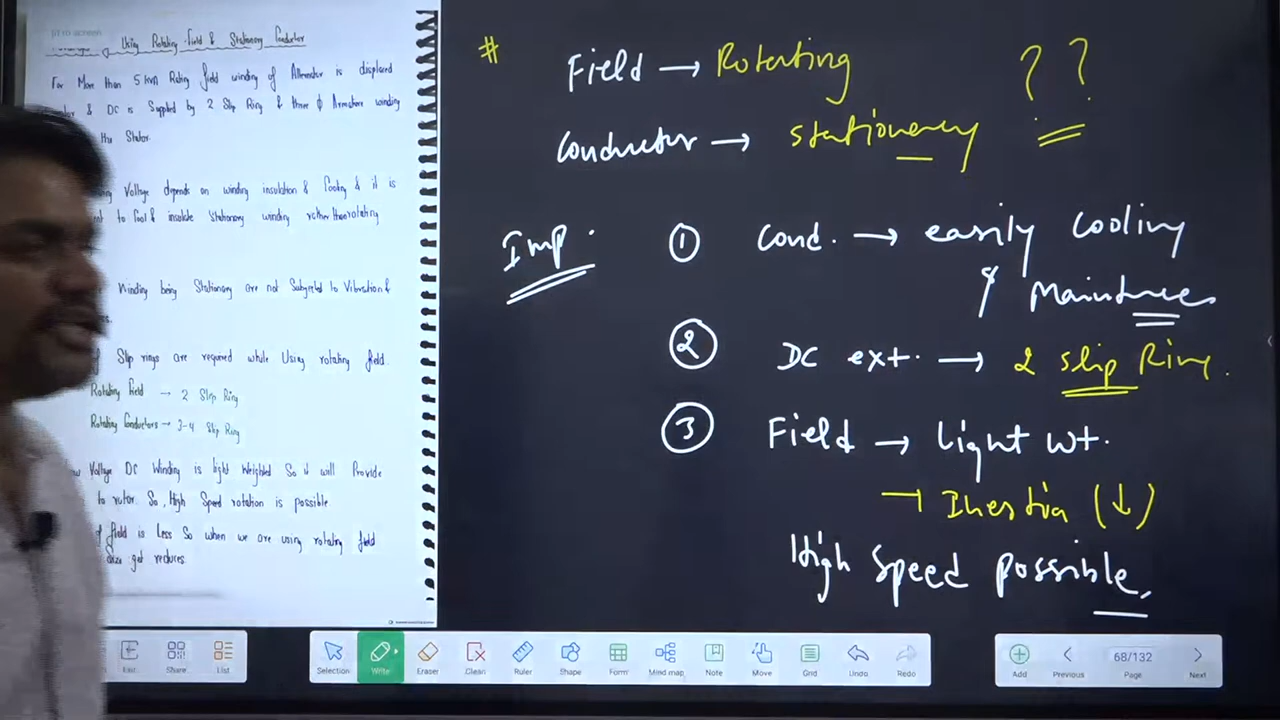 Using Rotating Field & Stationary Conductor
For More than 5 kVA Rating field winding of Alternator is displaced
& DC is Supplied by 2 Slip Ring & three ϕ Armature winding
the Stator.
Voltage depends on winding insulation & Cooling & it is
to Cool & insulate Stationary winding rather than rotating
Winding being Stationary are not Subjected to Vibration &
Slip rings are required while Using rotating field.
Rotating field → 2 Slip Ring
Rotating Conductors → 3-4 Slip Ring
Voltage DC Winding is light Weighted So it will Provide
to rotor. So, High Speed rotation is possible
field is Less So when we are using rotating field
Size get reduces.
# Field → Rotating ? ?
Conductor → stationery
Imp. ① Cond. → easily Cooling
& Maintnce
② DC ext. → 2 slip Ring.
③ Field → Light wt.
→ Inertia (↓)
High Speed possible,
Share
List
Selection
Write
Eraser
Clean
Ruler
Shape
Form
Mind map
Note
Move
Grid
Undo
Redo
Add
Previous
68/132
Page
Next